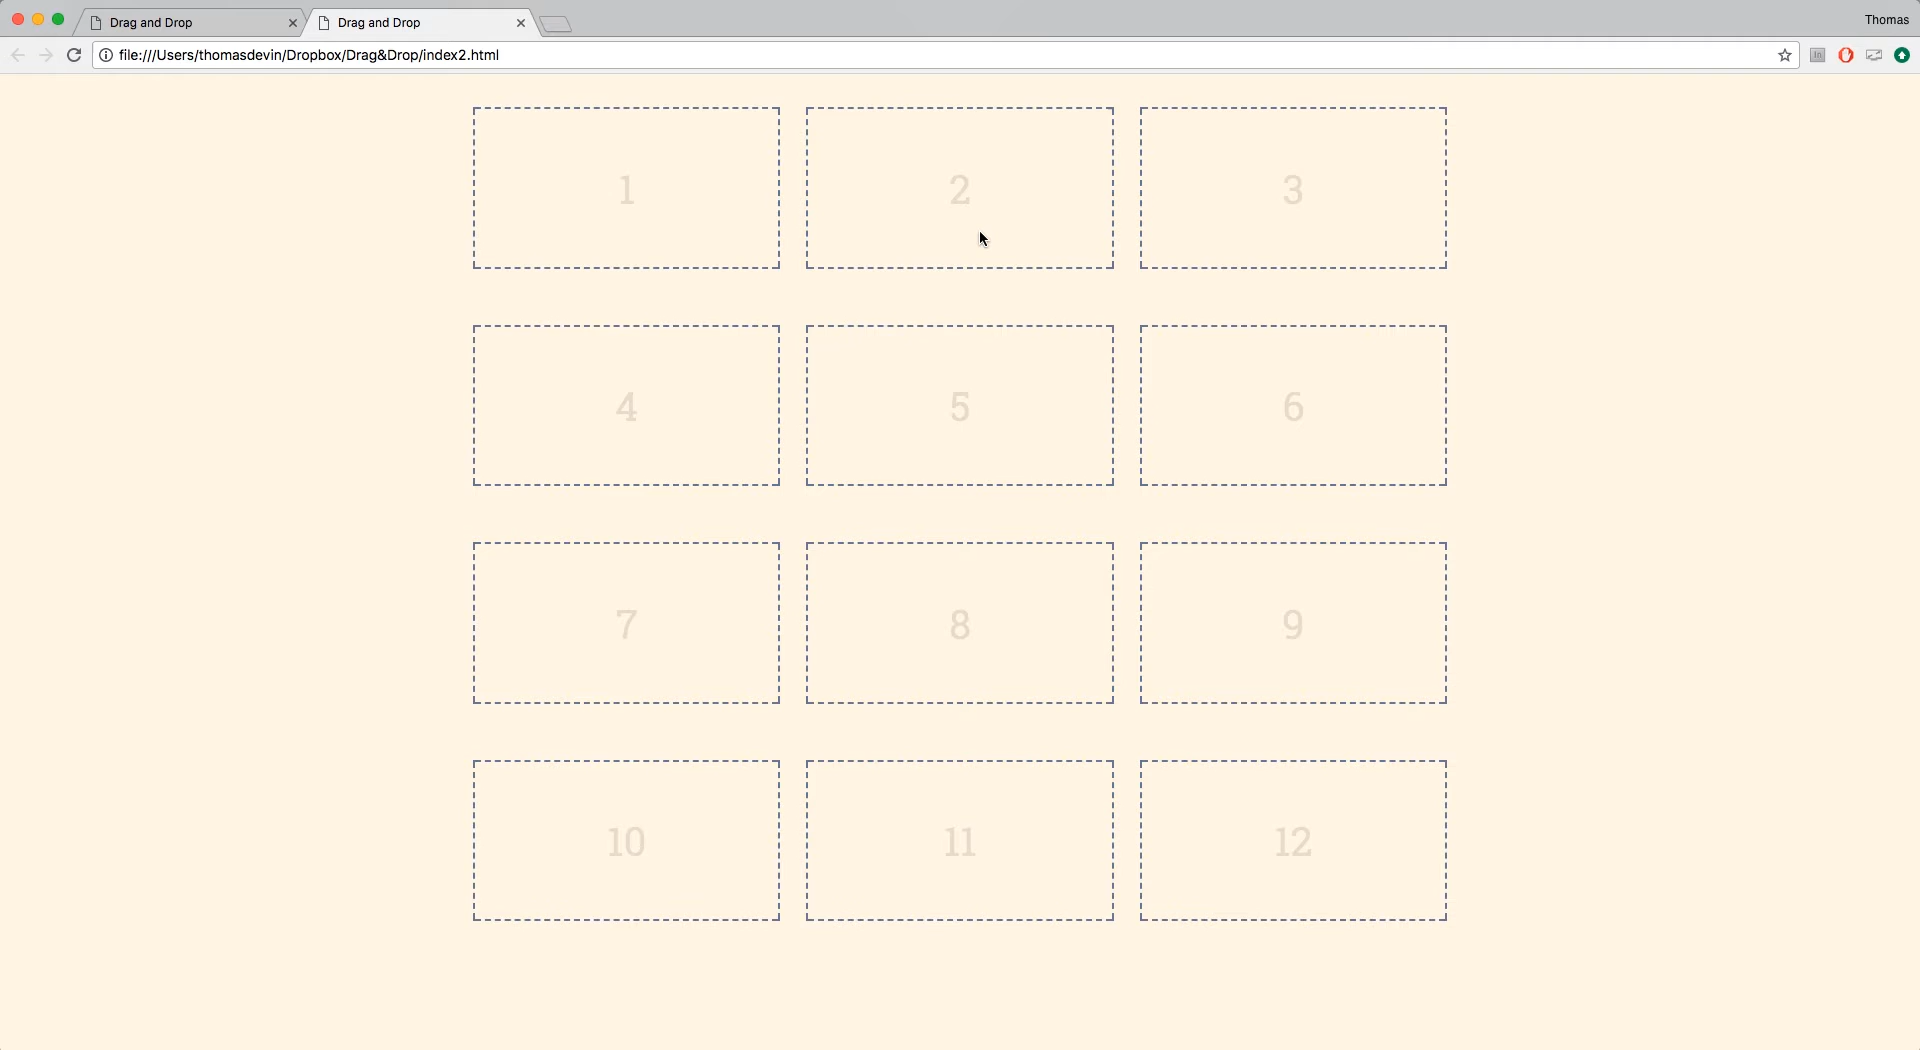 Drag and Drop
Drag and Drop
Thomas
file:///Users/thomasdevin/Dropbox/Drag&Drop/index2.html
In
1
2
3
4
5
6
7
8
9
10
11
12